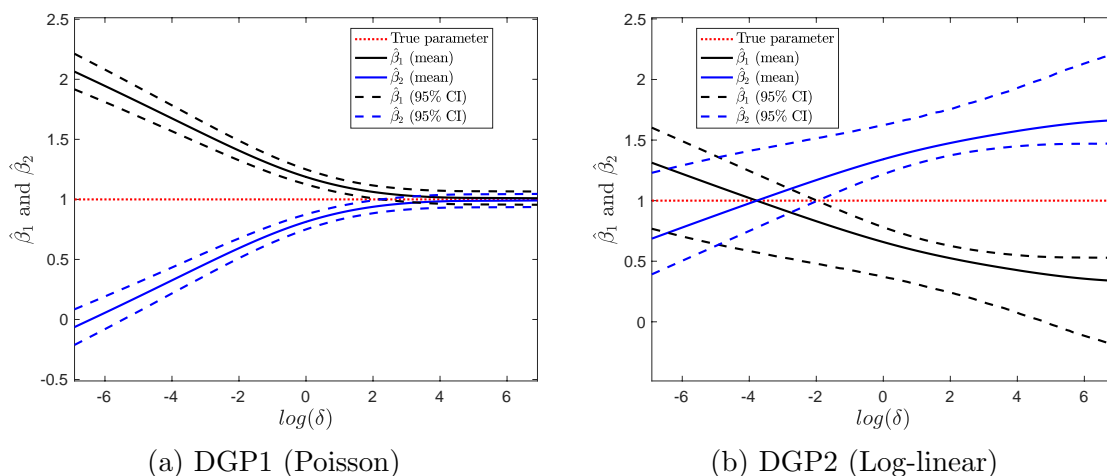 2.5
2
1.5
1
0.5
0
-0.5
β̂₁ and β̂₂
-6 -4 -2 0 2 4 6
log(δ)
True parameter
β̂₁ (mean)
β̂₂ (mean)
β̂₁ (95% CI)
β̂₂ (95% CI)
(a) DGP1 (Poisson)
2.5
2
1.5
1
0.5
0
β̂₁ and β̂₂
-6 -4 -2 0 2 4 6
log(δ)
True parameter
β̂₁ (mean)
β̂₂ (mean)
β̂₁ (95% CI)
β̂₂ (95% CI)
(b) DGP2 (Log-linear)